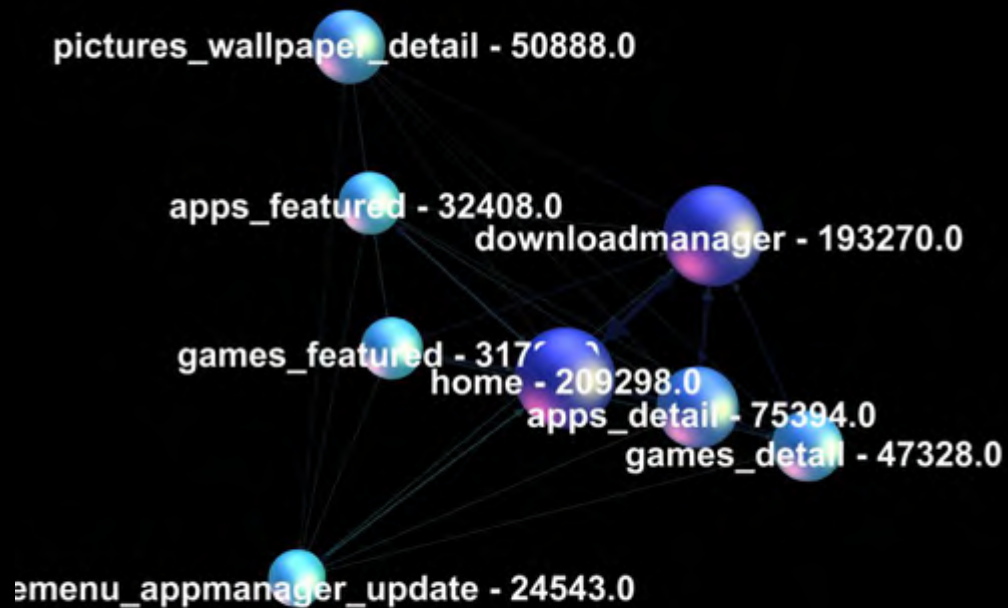 pictures_wallpaper_detail - 50888.0
apps_featured - 32408.0
downloadmanager - 193270.0
games_featured -
home - 209298.0
apps_detail - 75394.0
games_detail - 47328.0
emenu_appmanager_update - 24543.0